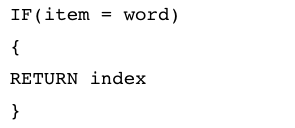 IF(item = word)
{
RETURN index
}